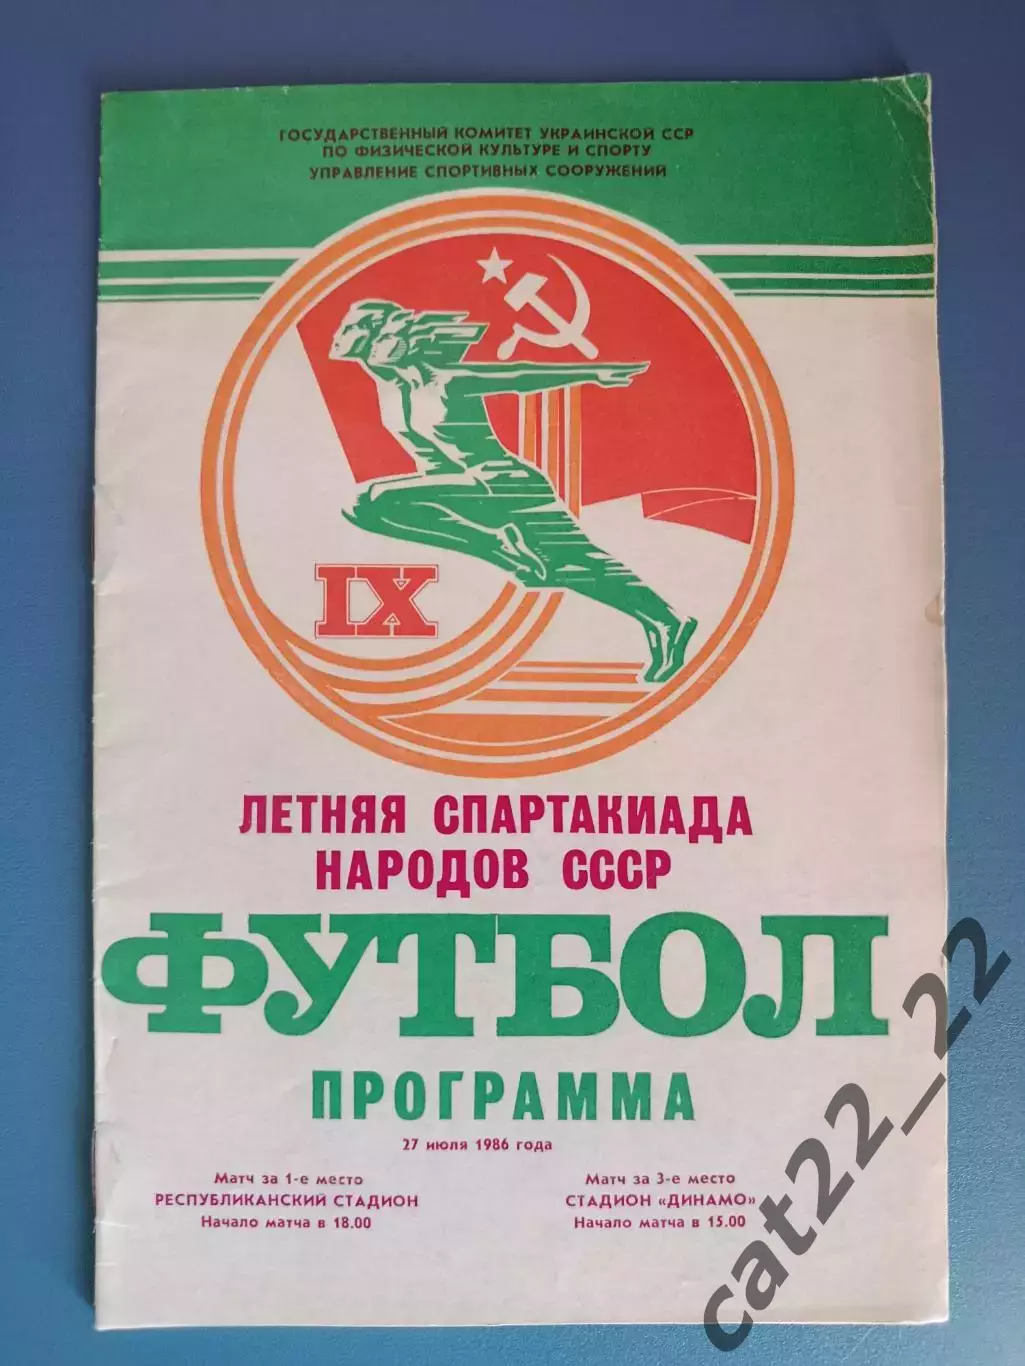 ГОСУДАРСТВЕННЫЙ КОМИТЕТ УКРАИНСКОЙ ССР
ПО ФИЗИЧЕСКОЙ КУЛЬТУРЕ И СПОРТУ
УПРАВЛЕНИЕ СПОРТИВНЫХ СООРУЖЕНИЙ
IX
ЛЕТНЯЯ СПАРТАКИАДА
НАРОДОВ СССР
ФУТБОЛ
ПРОГРАММА
27 июля 1986 года
Матч за 1-е место
РЕСПУБЛИКАНСКИЙ СТАДИОН
Начало матча в 18.00
Матч за 3-е место
СТАДИОН «ДИНАМО»
Начало матча в 15.00
cat22_22